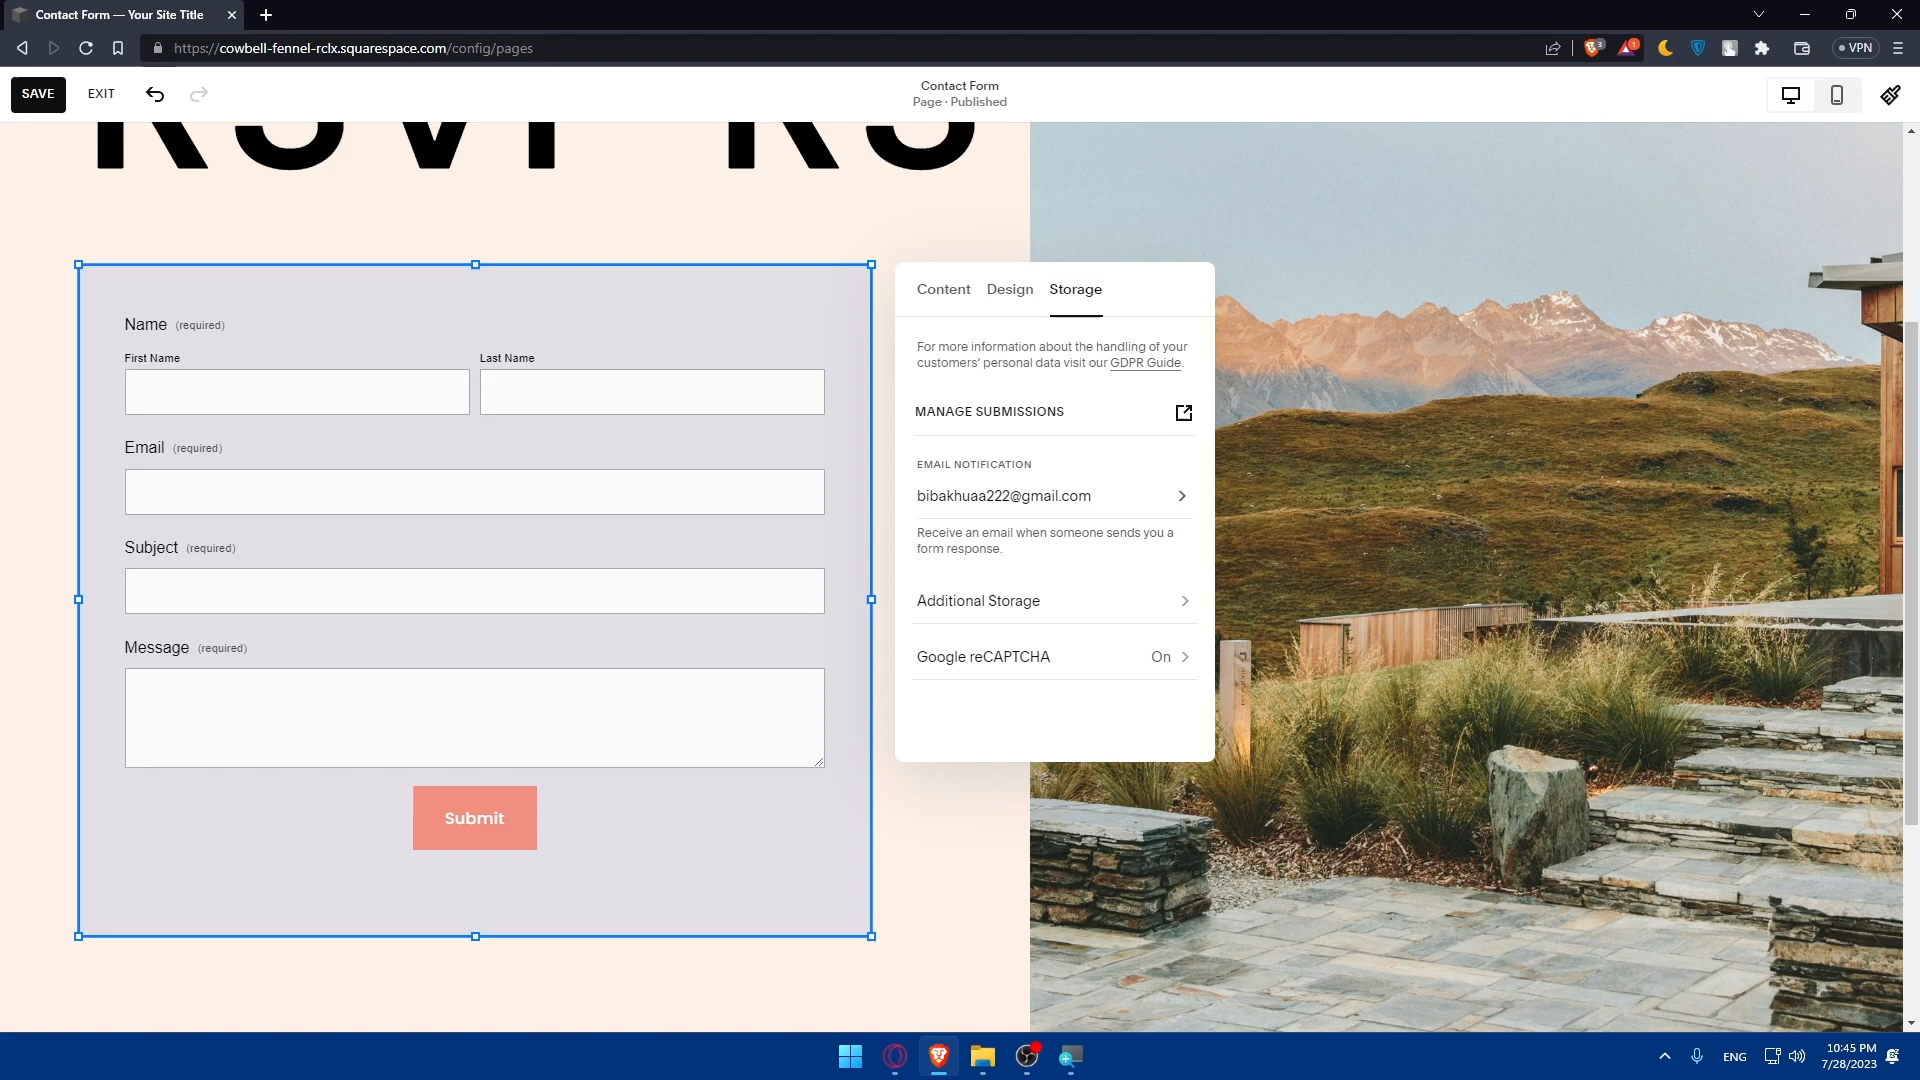 Contact Form — Your Site Title
https://cowbell-fennel-rclx.squarespace.com/config/pages
3
1
VPN
SAVE
EXIT
Contact Form
Page · Published
RSVP RS
Content
Design
Storage
For more information about the handling of your
customers' personal data visit our GDPR Guide.
MANAGE SUBMISSIONS
EMAIL NOTIFICATION
bibakhuaa222@gmail.com
Receive an email when someone sends you a
form response.
Additional Storage
Google reCAPTCHA
On
Name (required)
First Name
Last Name
Email (required)
Subject (required)
Message (required)
Submit
ENG
10:45 PM
7/28/2023